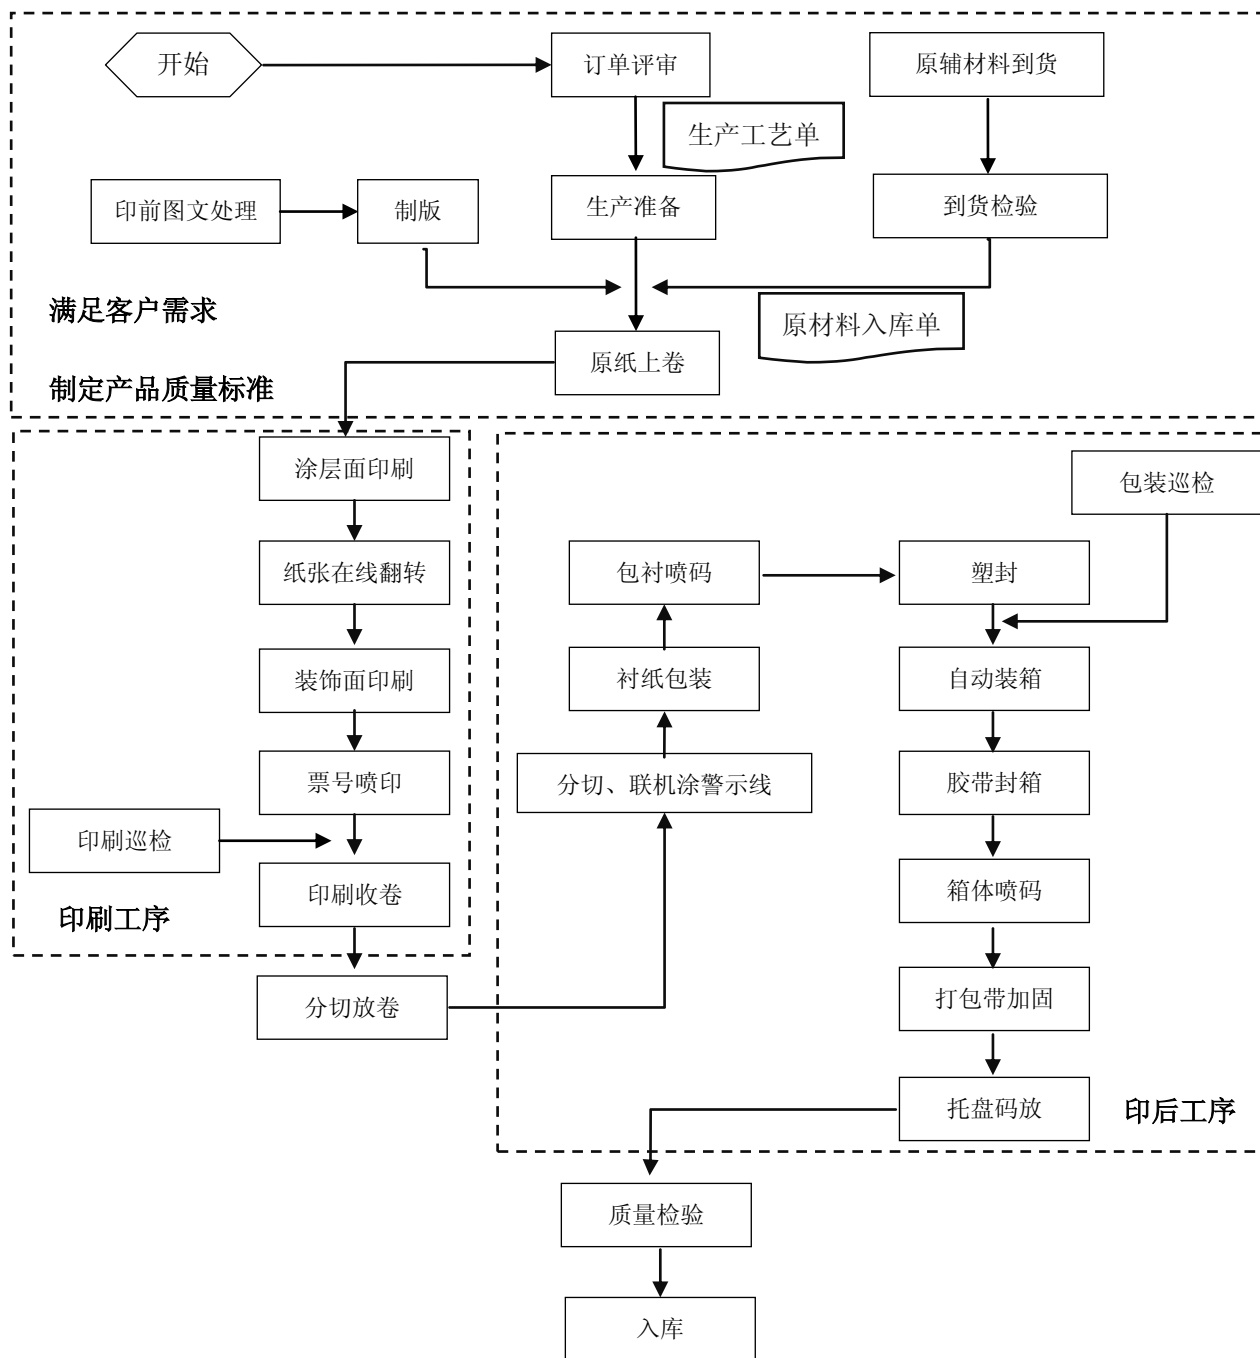 开始
订单评审
原辅材料到货
生产工艺单
印前图文处理
制版
生产准备
到货检验
满足客户需求
原材料入库单
原纸上卷
制定产品质量标准
涂层面印刷
纸张在线翻转
装饰面印刷
票号喷印
印刷巡检
印刷收卷
印刷工序
分切放卷
包装巡检
包衬喷码
塑封
衬纸包装
自动装箱
分切、联机涂警示线
胶带封箱
箱体喷码
打包带加固
托盘码放
印后工序
质量检验
入库